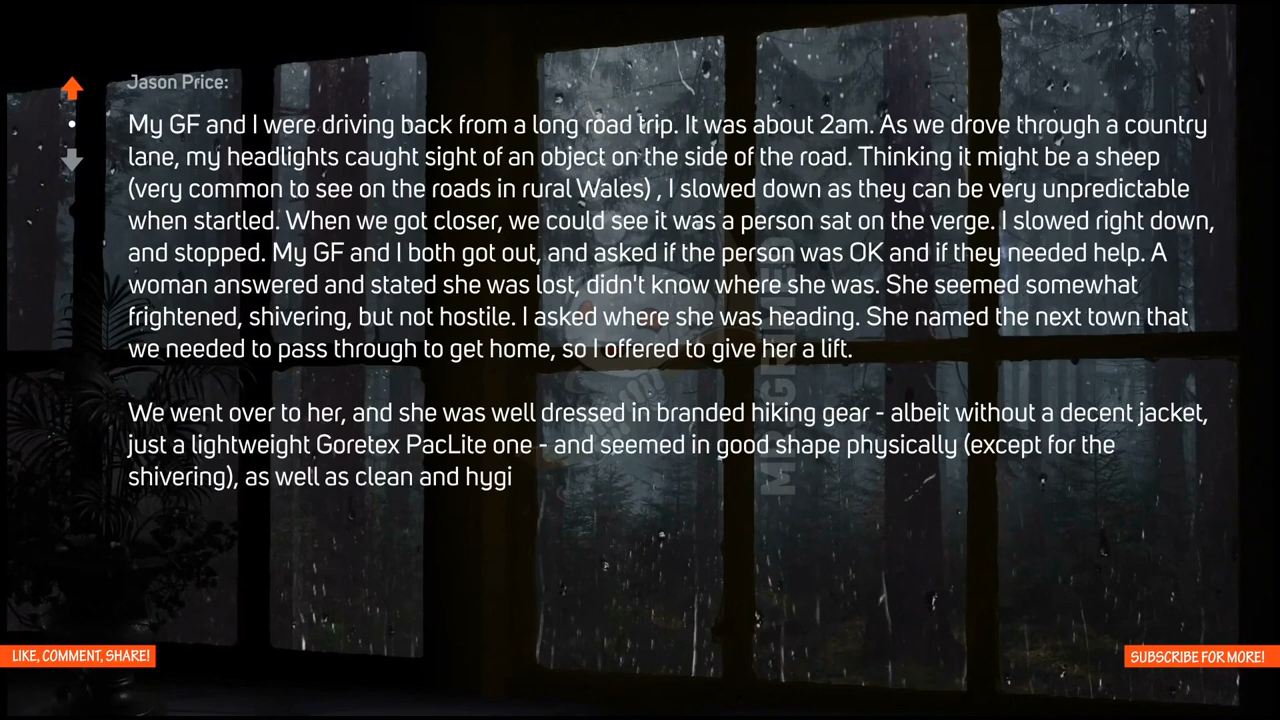 Jason Price:
My GF and I were driving back from a long road trip. It was about 2am. As we drove through a country
lane, my headlights caught sight of an object on the side of the road. Thinking it might be a sheep
(very common to see on the roads in rural Wales) , I slowed down as they can be very unpredictable
when startled. When we got closer, we could see it was a person sat on the verge. I slowed right down,
and stopped. My GF and I both got out, and asked if the person was OK and if they needed help. A
woman answered and stated she was lost, didn't know where she was. She seemed somewhat
frightened, shivering, but not hostile. I asked where she was heading. She named the next town that
we needed to pass through to get home, so I offered to give her a lift.
We went over to her, and she was well dressed in branded hiking gear - albeit without a decent jacket,
just a lightweight Goretex PacLite one - and seemed in good shape physically (except for the
shivering), as well as clean and hygi
MR.GRIMES
LIKE, COMMENT, SHARE!
SUBSCRIBE FOR MORE!